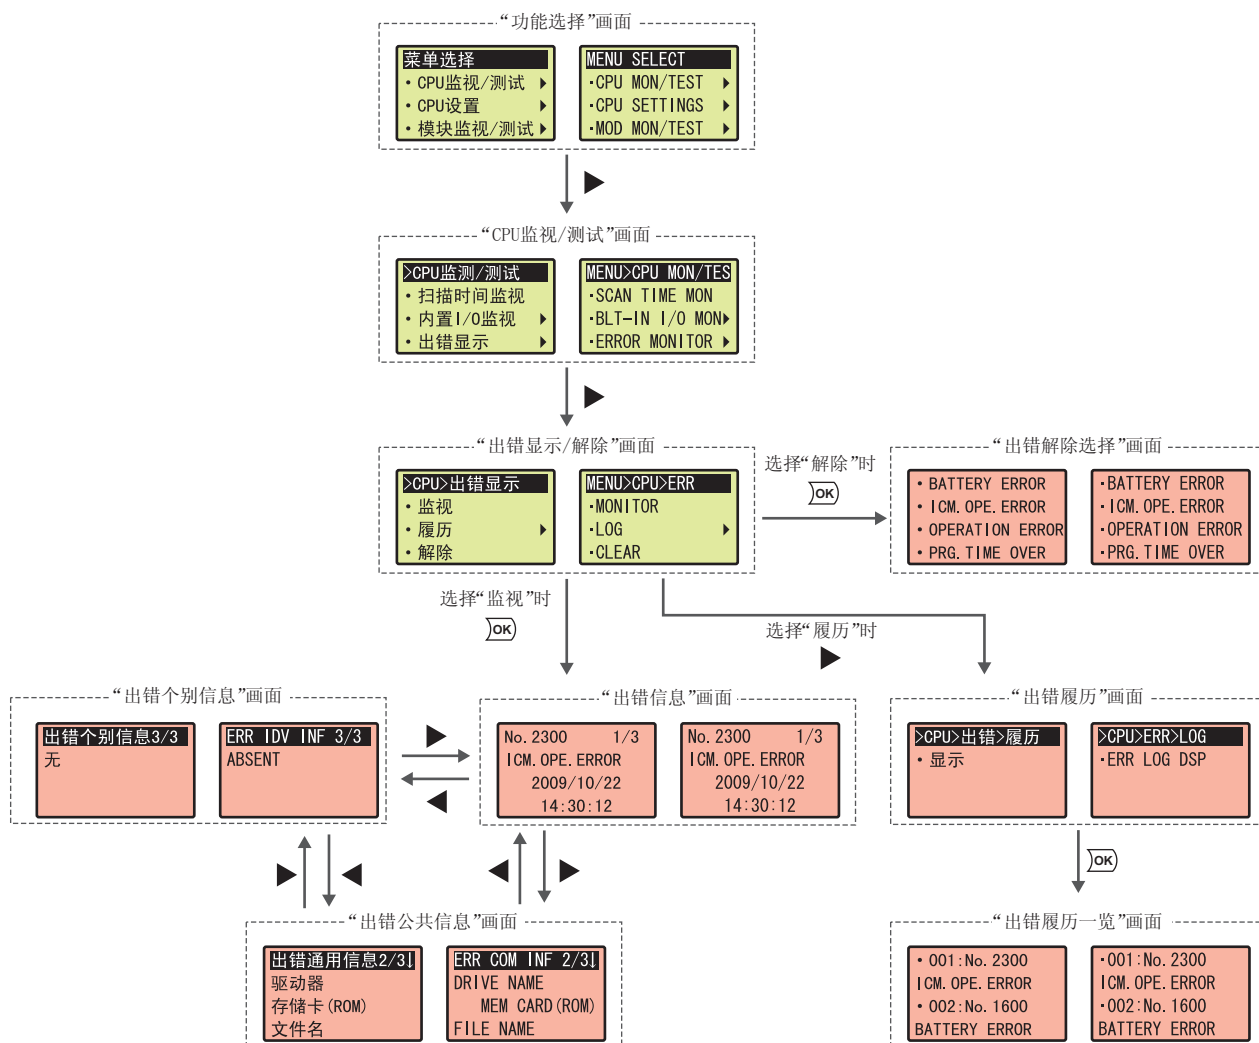 “功能选择”画面
菜单选择
・CPU监视/测试
・CPU设置
・模块监视/测试
MENU SELECT
·CPU MON/TEST
·CPU SETTINGS
·MOD MON/TEST
“CPU监视/测试”画面
>CPU监测/测试
・扫描时间监视
・内置I/O监视
・出错显示
MENU>CPU MON/TES
·SCAN TIME MON
·BLT-IN I/O MON
·ERROR MONITOR
“出错显示/解除”画面
>CPU>出错显示
・监视
・履历
・解除
MENU>CPU>ERR
·MONITOR
·LOG
·CLEAR
选择“解除”时
OK
“出错解除选择”画面
・BATTERY ERROR
・ICM.OPE.ERROR
・OPERATION ERROR
・PRG.TIME OVER
·BATTERY ERROR
·ICM.OPE.ERROR
·OPERATION ERROR
·PRG.TIME OVER
选择“监视”时
OK
选择“履历”时
“出错个别信息”画面
出错个别信息3/3
无
ERR IDV INF 3/3
ABSENT
“出错信息”画面
No.2300 1/3
ICM.OPE.ERROR
2009/10/22
14:30:12
No.2300 1/3
ICM.OPE.ERROR
2009/10/22
14:30:12
“出错履历”画面
>CPU>出错>履历
・显示
>CPU>ERR>LOG
·ERR LOG DSP
OK
“出错公共信息”画面
出错通用信息2/3↓
驱动器
存储卡(ROM)
文件名
ERR COM INF 2/3↓
DRIVE NAME
MEM CARD(ROM)
FILE NAME
“出错履历一览”画面
・001:No.2300
ICM.OPE.ERROR
・002:No.1600
BATTERY ERROR
·001:No.2300
ICM.OPE.ERROR
·002:No.1600
BATTERY ERROR